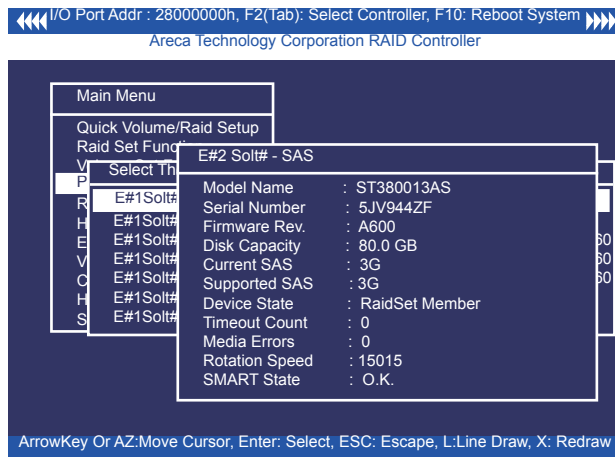 I/O Port Addr : 28000000h, F2(Tab): Select Controller, F10: Reboot System
Areca Technology Corporation RAID Controller
Main Menu
Quick Volume/Raid Setup
Raid Set Func
V
P
R
H
E
V
C
H
S
Select Th
E#1Solt#
E#1Solt#
E#1Solt#
E#1Solt#
E#1Solt#
E#1Solt#
60
60
60
E#2 Solt# - SAS
Model Name : ST380013AS
Serial Number : 5JV944ZF
Firmware Rev. : A600
Disk Capacity : 80.0 GB
Current SAS : 3G
Supported SAS : 3G
Device State : RaidSet Member
Timeout Count : 0
Media Errors : 0
Rotation Speed : 15015
SMART State : O.K.
ArrowKey Or AZ:Move Cursor, Enter: Select, ESC: Escape, L:Line Draw, X: Redraw